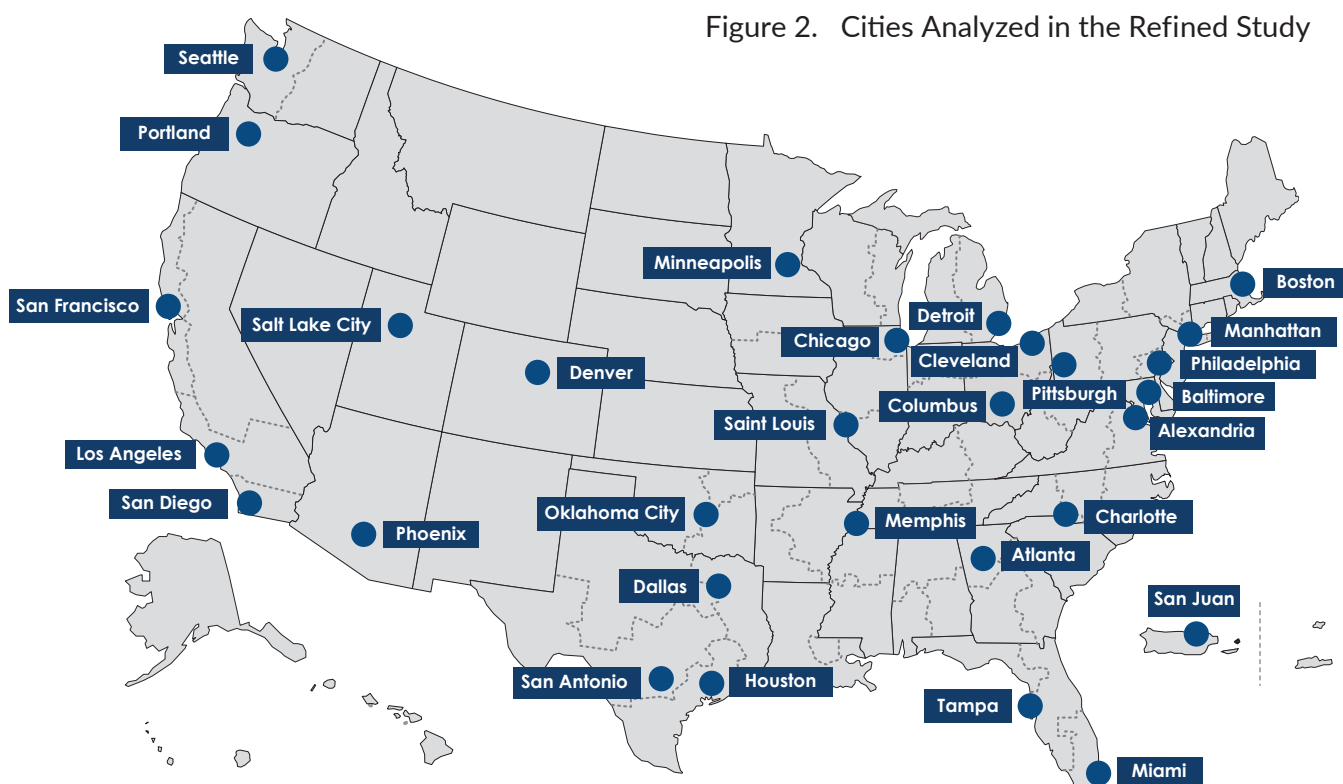 Figure 2. Cities Analyzed in the Refined Study
Seattle
Portland
Minneapolis
San Francisco
Salt Lake City
Denver
Chicago
Detroit
Cleveland
Boston
Manhattan
Philadelphia
Pittsburgh
Baltimore
Columbus
Saint Louis
Alexandria
Los Angeles
San Diego
Phoenix
Oklahoma City
Memphis
Charlotte
Atlanta
Dallas
San Juan
San Antonio
Houston
Tampa
Miami